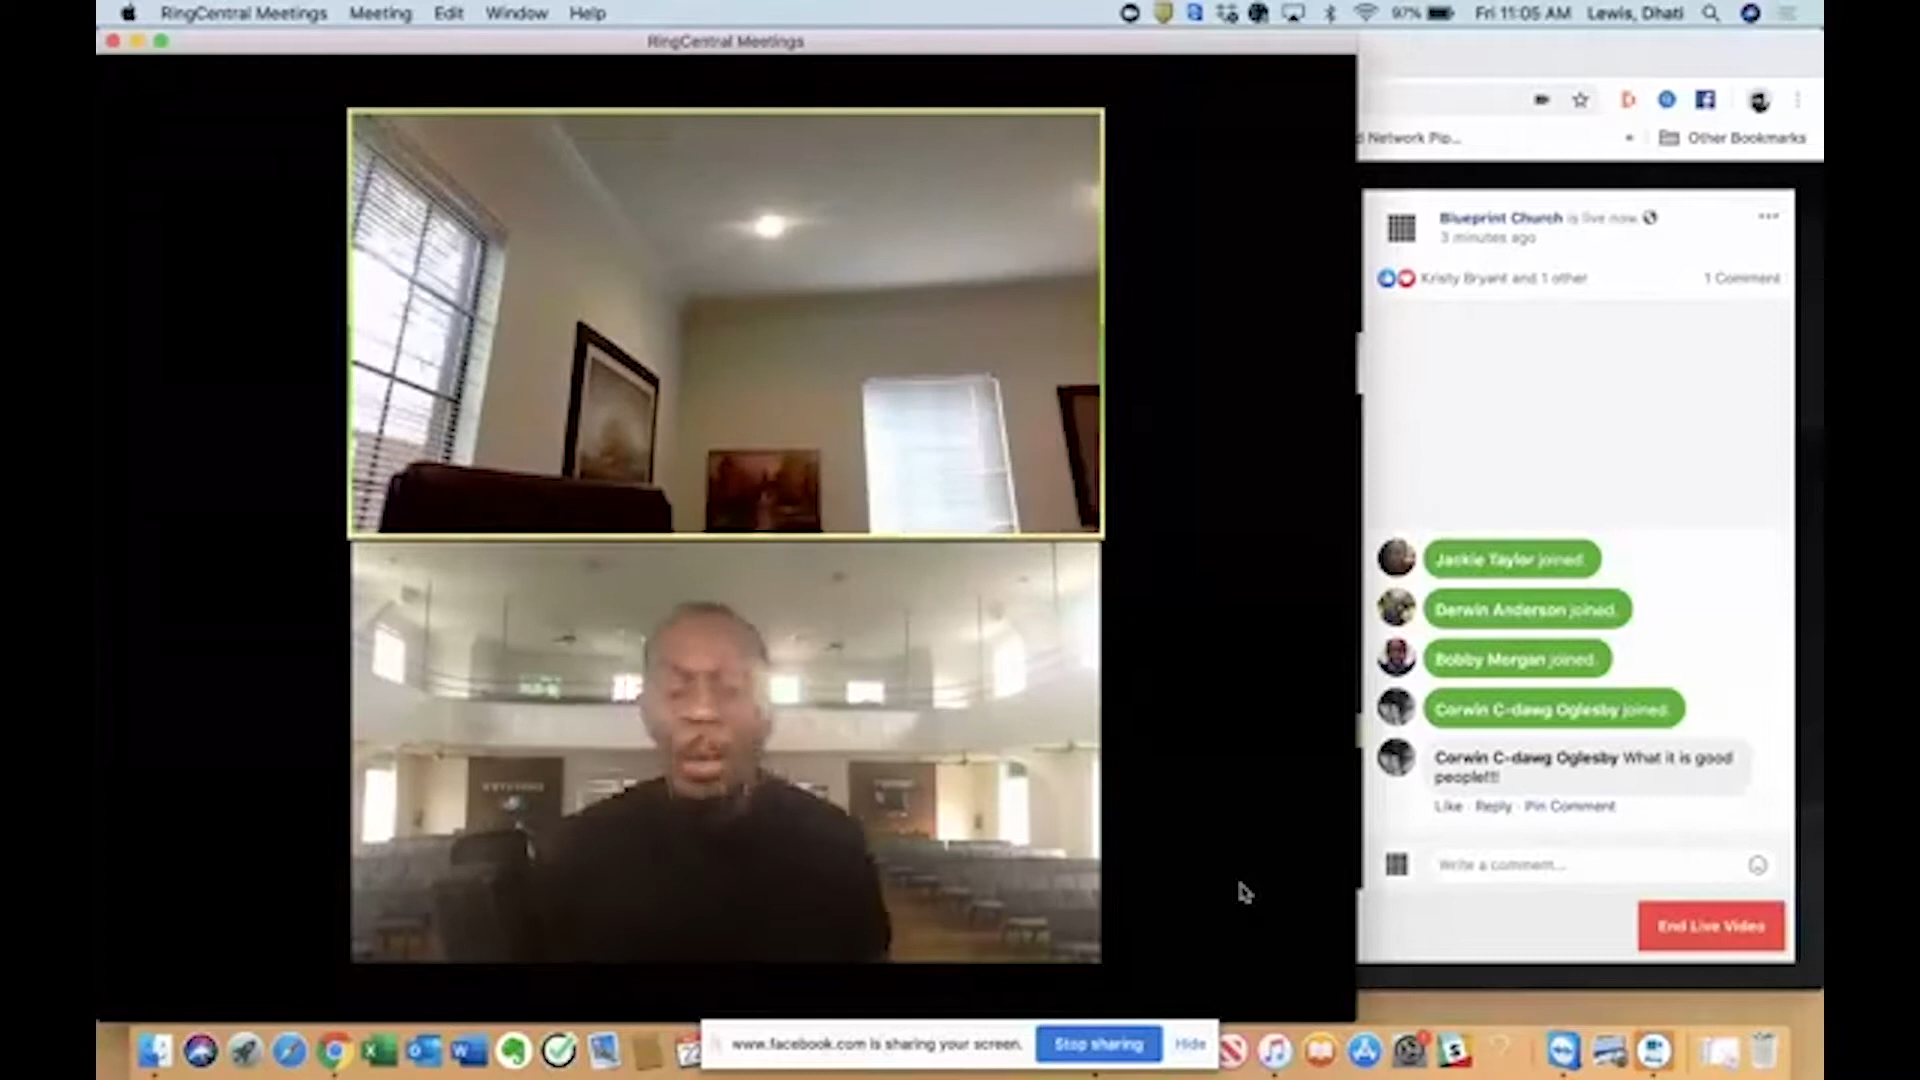 RingCentral Meetings Meeting Edit Window Help
97% Fri 11:05 AM Lewis, Dhati
RingCentral Meetings
d Network Pip...
Other Bookmarks
Blueprint Church is live now.
3 minutes ago
Kristy Bryant and 1 other
1 Comment
Jackie Taylor joined.
Derwin Anderson joined.
Bobby Morgan joined.
Corwin C-dawg Oglesby joined.
Corwin C-dawg Oglesby What it is good
people!!!
Like · Reply · Pin Comment
Write a comment...
End Live Video
www.facebook.com is sharing your screen.
Stop sharing
Hide